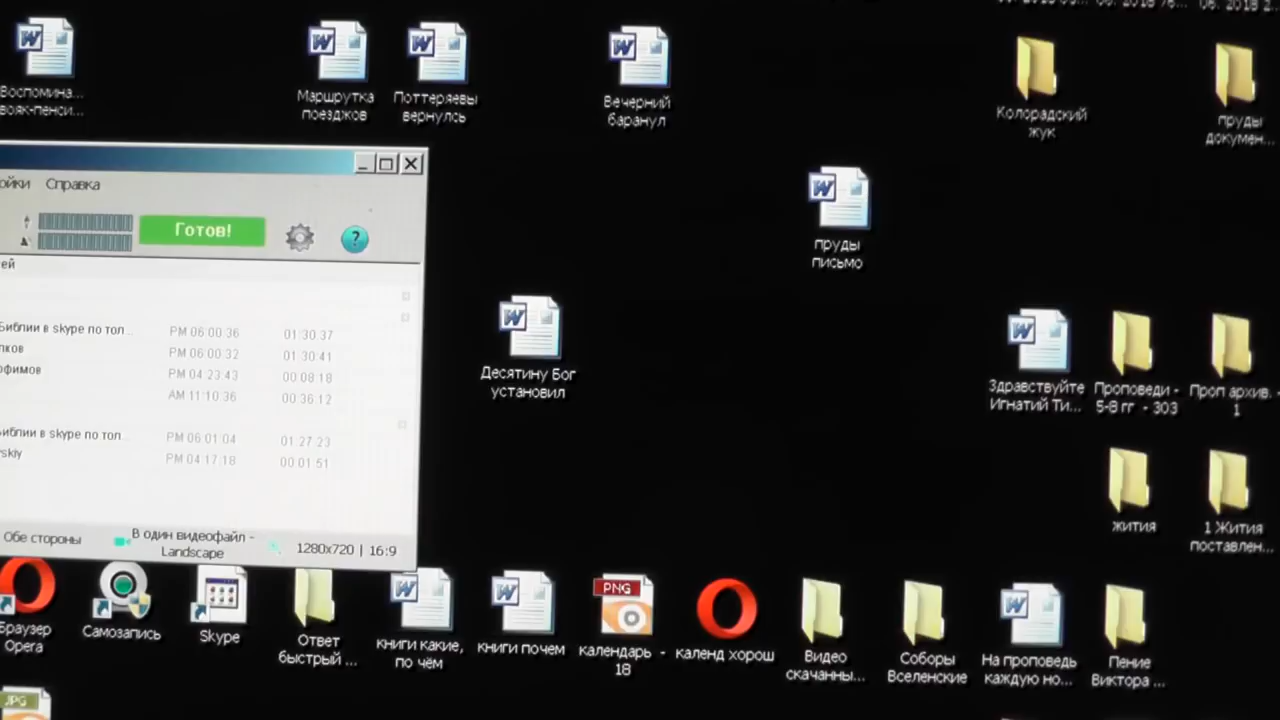 Воспомина...
вояк-пенси...
Маршрутка
поезджов
Поттеряевы
вернулсь
Вечерний
баранул
Колорадский
жук
пруды
докумен...
ойки Справка
Готов!
?
ей
Библии в skype по тол... PM 06:00:36 01:30:37
лков PM 06:00:32 01:30:41
офимов PM 04:23:43 00:08:18
AM 11:10:36 00:36:12
иблии в skype по тол... PM 06:01:04 01:27:23
skiy PM 04:17:18 00:01:51
Обе стороны
В один видеофайл -
Landscape
1280x720 | 16:9
пруды
письмо
Десятину Бог
установил
Здравствуйте
Игнатий Ти...
Проповеди -
5-8 гг - 303
Проп архив. -
1
жития
1 Жития
поставлен...
Браузер
Opera
Самозапись
Skype
Ответ
быстрый ...
книги какие,
по чём
книги почем
PNG
календарь -
18
календ хорош
Видео
скачанны...
Соборы
Вселенские
На проповедь
каждую но...
Пение
Виктора ...
JPG